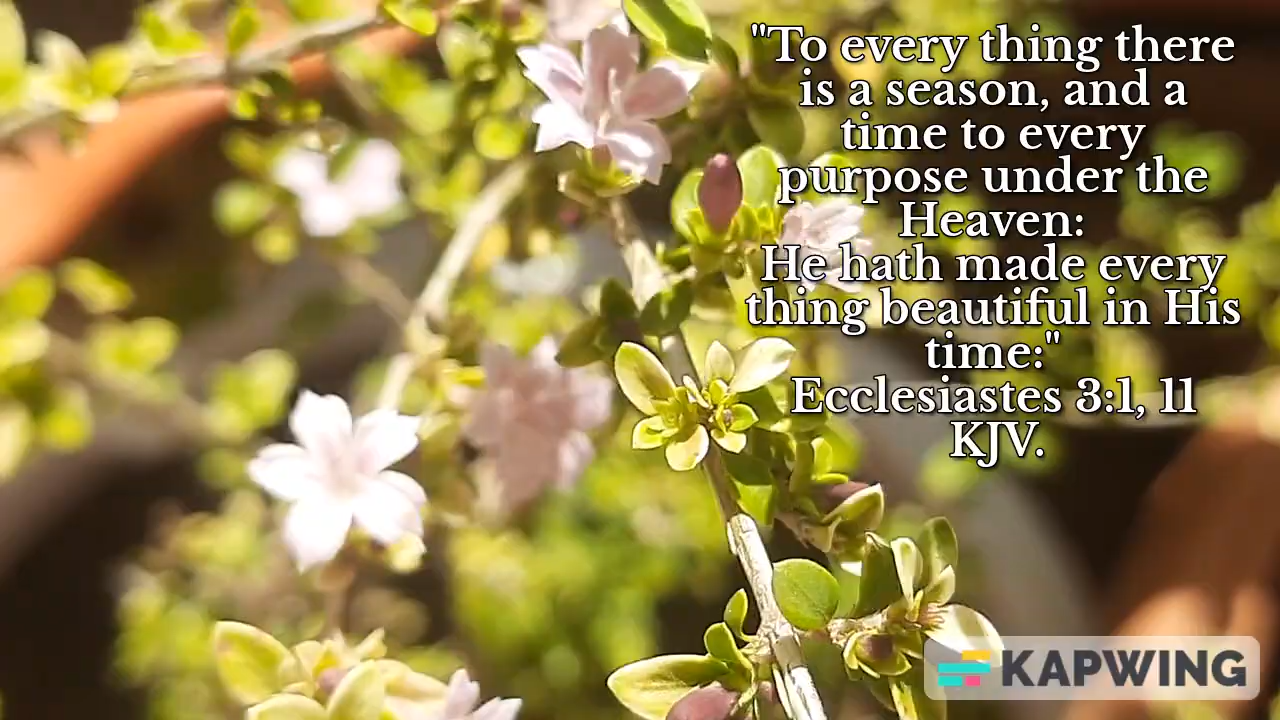 "To every thing there
is a season, and a
time to every
purpose under the
Heaven:
He hath made every
thing beautiful in His
time:"
Ecclesiastes 3:1, 11
KJV.
KAPWING